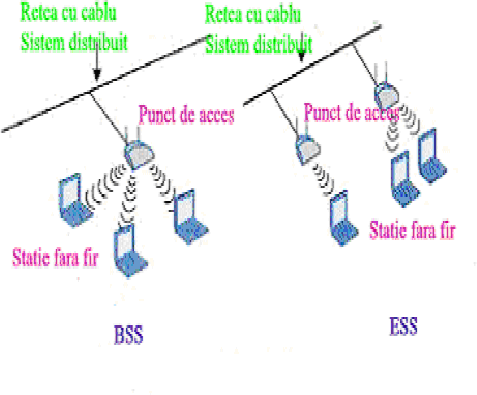 Retea cu cablu
Sistem distribuit
Retea cu cablu
Sistem distribuit
Punct de acces
Punct de acces
Statie fara fir
Statie fara fir
BSS
ESS